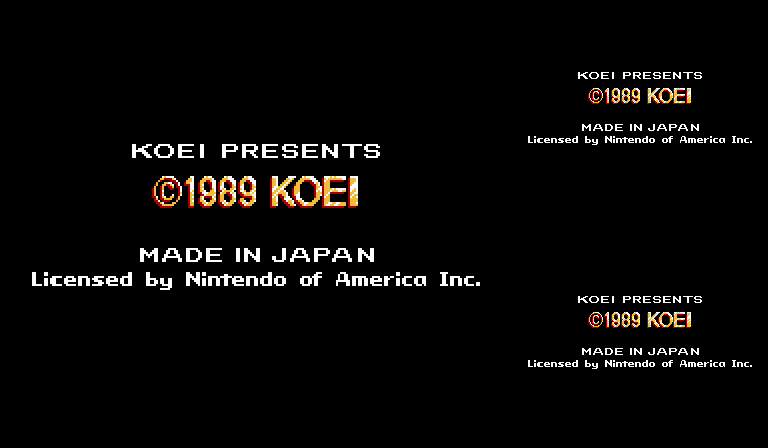 KOEI PRESENTS
©1989 KOEI
MADE IN JAPAN
Licensed by Nintendo of America Inc.
KOEI PRESENTS
©1989 KOEI
MADE IN JAPAN
Licensed by Nintendo of America Inc.
KOEI PRESENTS
©1989 KOEI
MADE IN JAPAN
Licensed by Nintendo of America Inc.